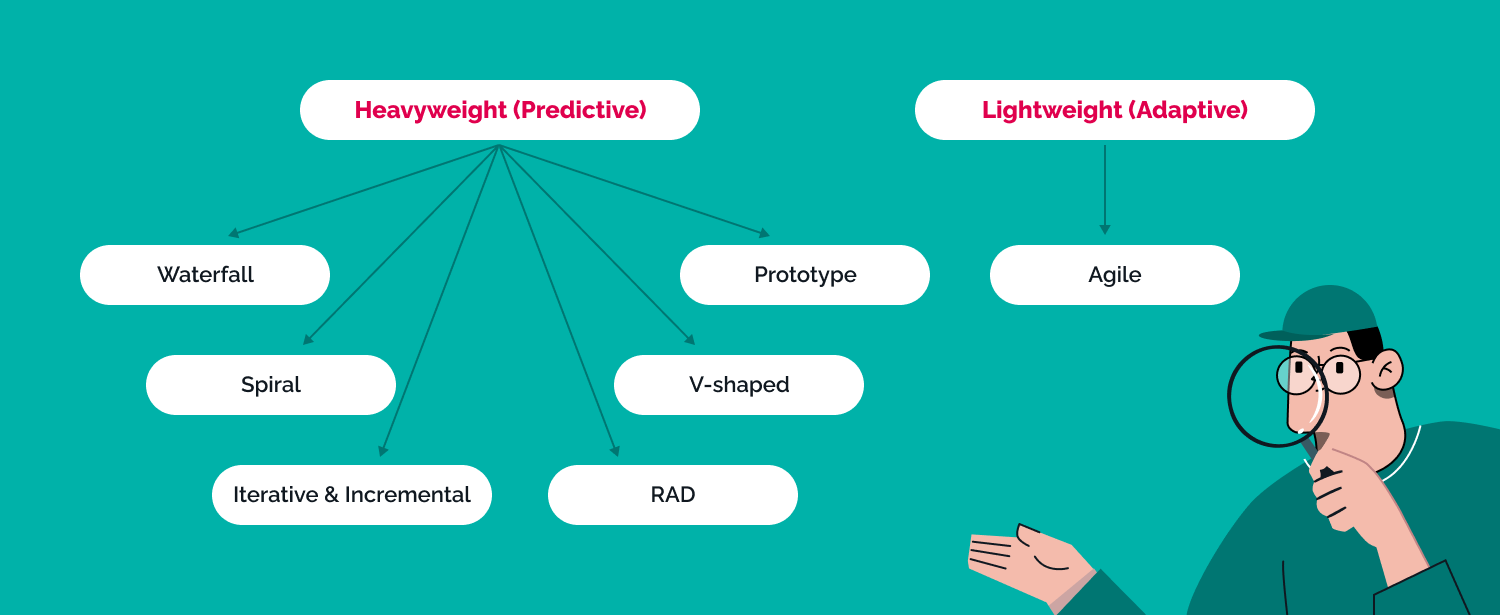 Heavyweight (Predictive)
Lightweight (Adaptive)
Waterfall
Prototype
Agile
Spiral
V-shaped
Iterative & Incremental
RAD